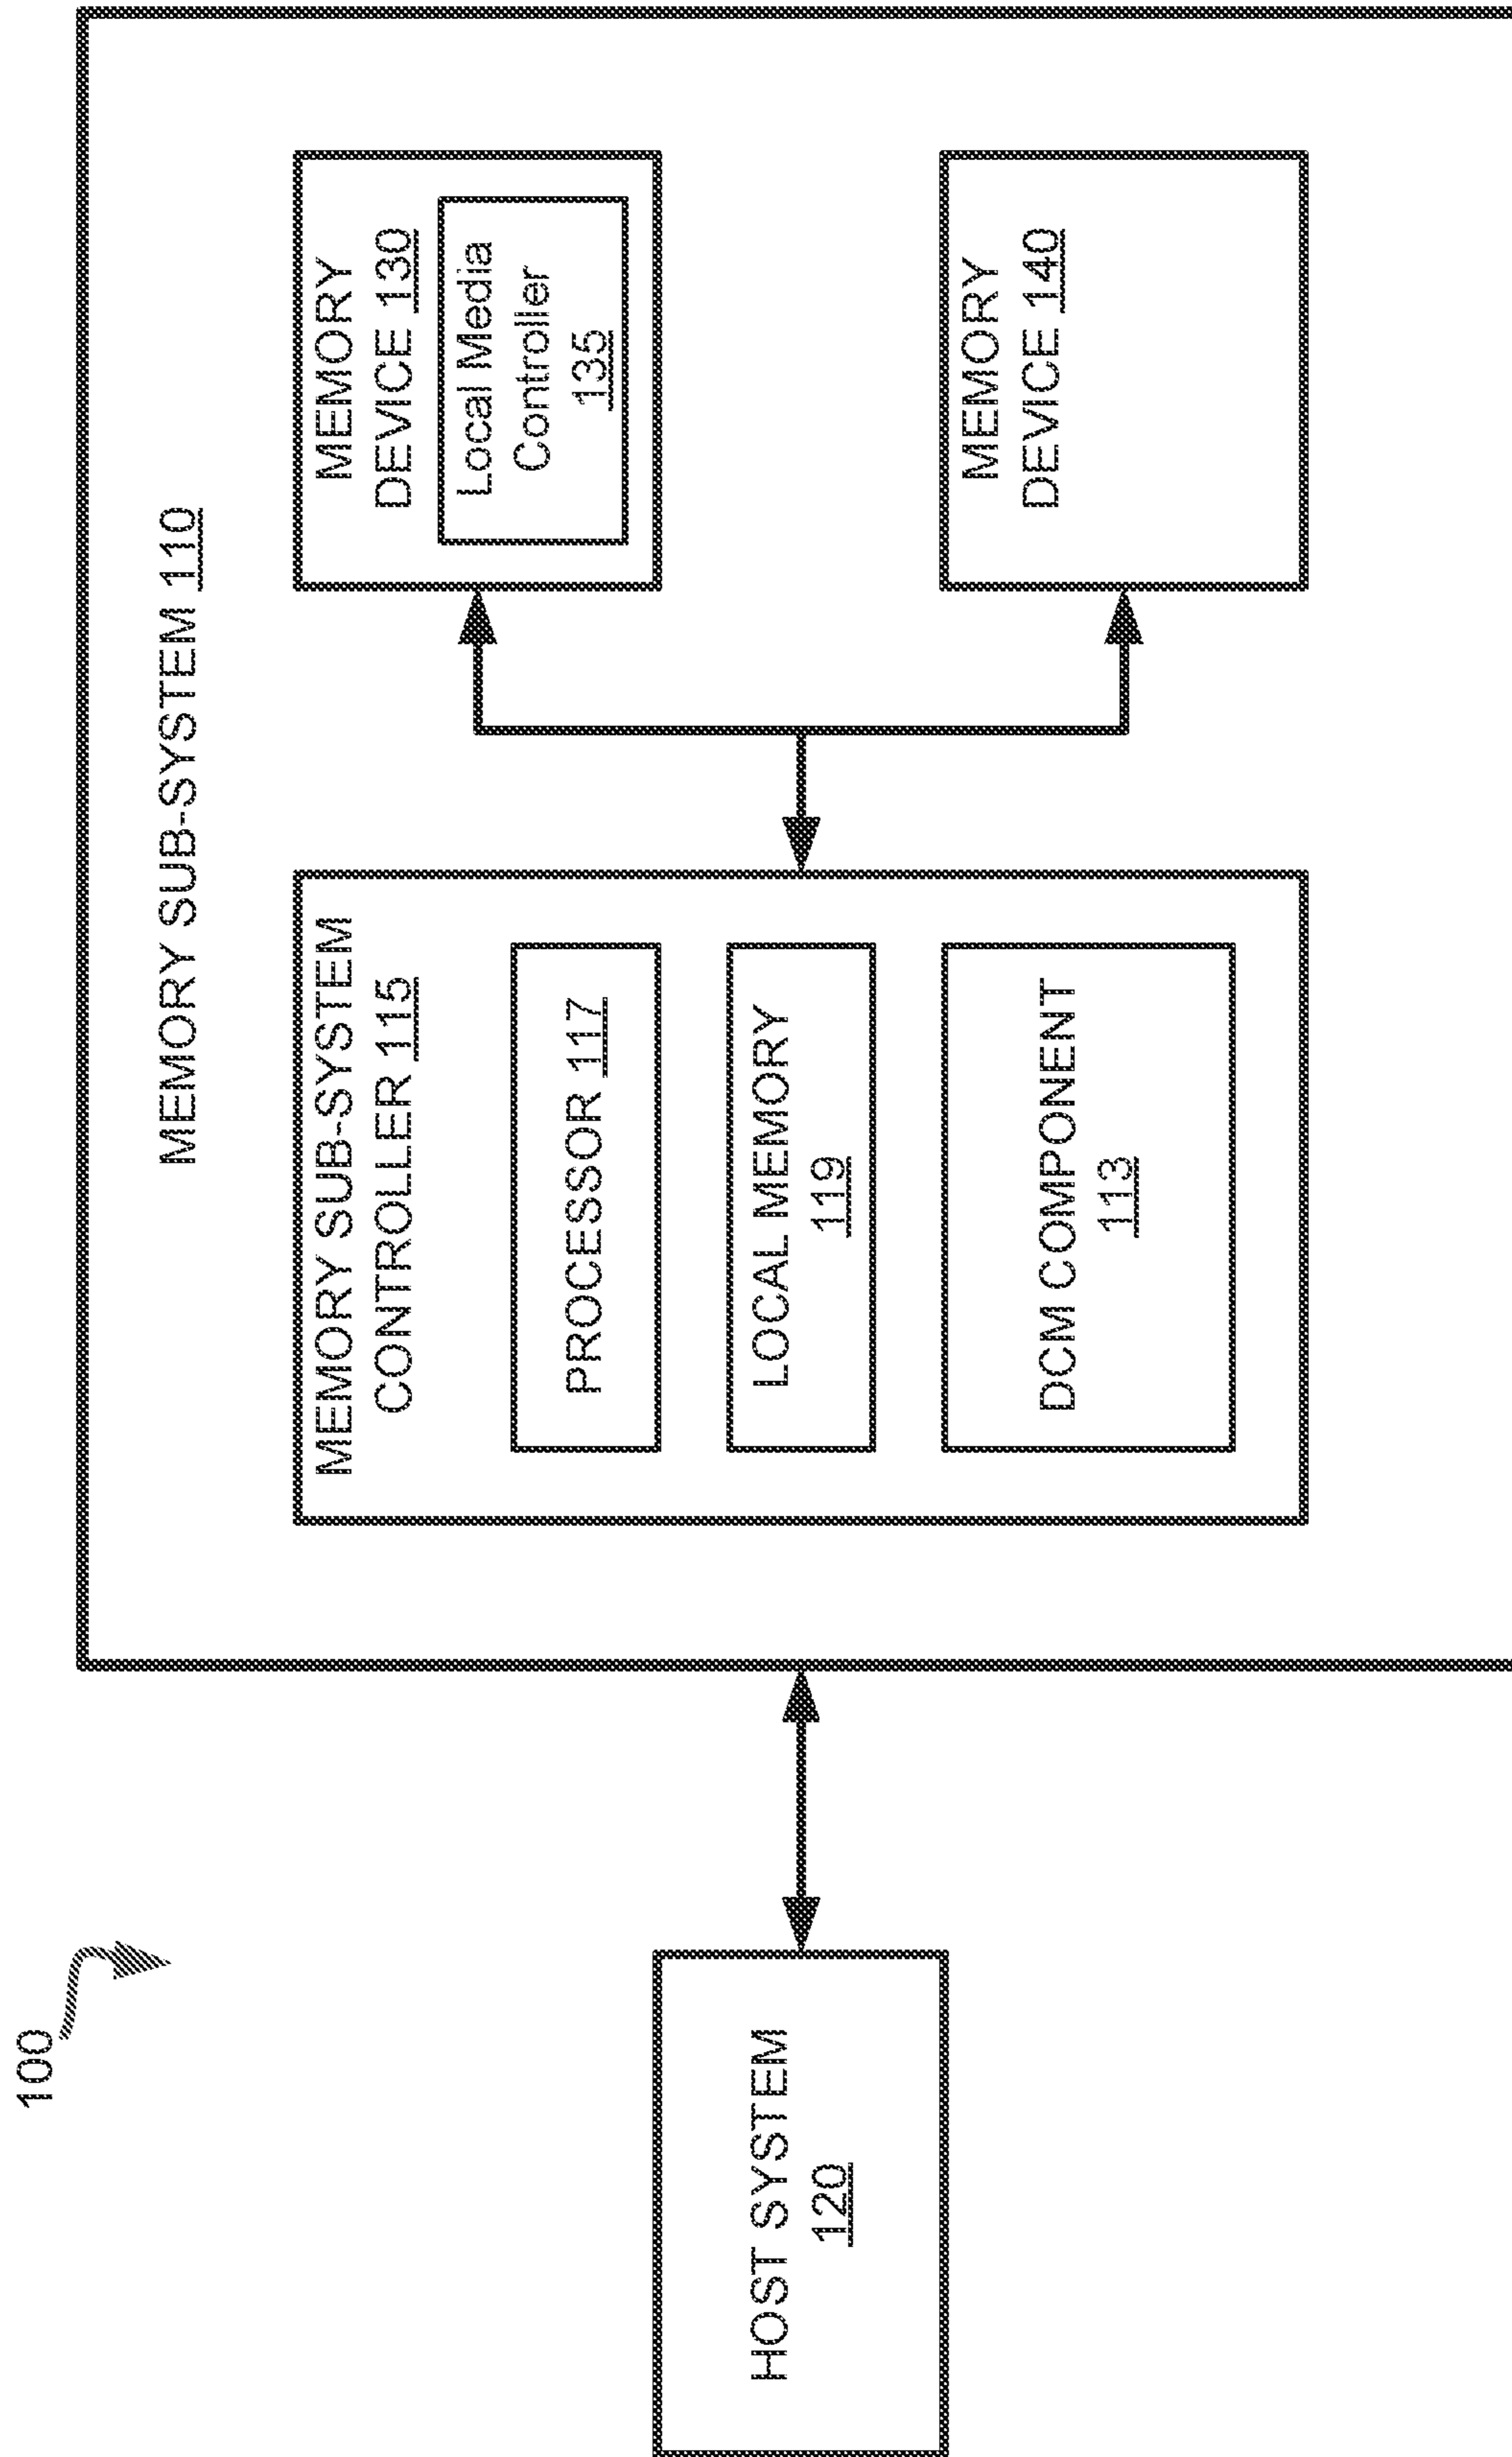 100
MEMORY SUB-SYSTEM 110
HOST SYSTEM
120
MEMORY SUB-SYSTEM
CONTROLLER 115
PROCESSOR 117
LOCAL MEMORY
119
DCM COMPONENT
113
MEMORY
DEVICE 130
Local Media
Controller
135
MEMORY
DEVICE 140